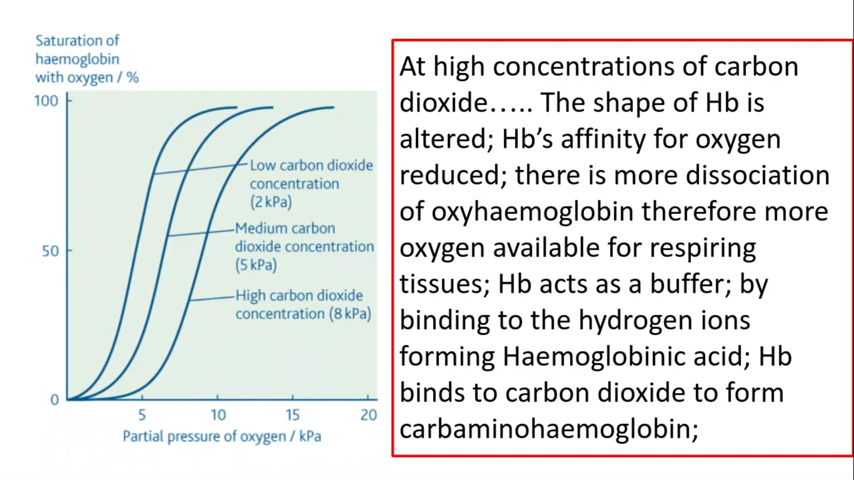 Saturation of
haemoglobin
with oxygen / %
100
50
0
5
10
15
20
Partial pressure of oxygen / kPa
Low carbon dioxide
concentration
(2 kPa)
Medium carbon
dioxide concentration
(5 kPa)
High carbon dioxide
concentration (8 kPa)
At high concentrations of carbon
dioxide….. The shape of Hb is
altered; Hb’s affinity for oxygen
reduced; there is more dissociation
of oxyhaemoglobin therefore more
oxygen available for respiring
tissues; Hb acts as a buffer; by
binding to the hydrogen ions
forming Haemoglobinic acid; Hb
binds to carbon dioxide to form
carbaminohaemoglobin;